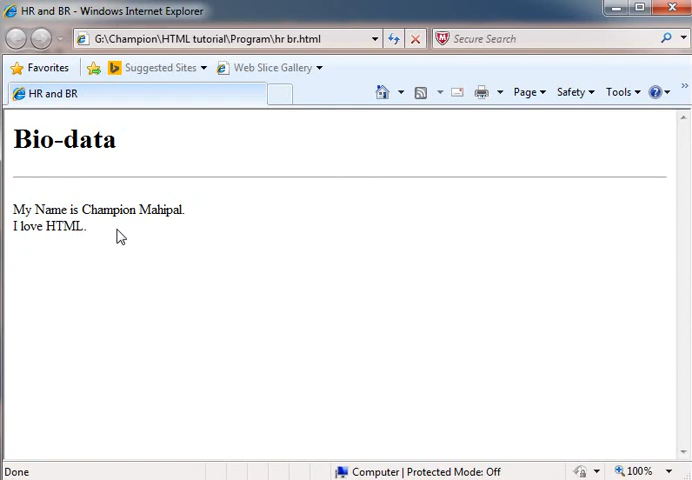 HR and BR - Windows Internet Explorer
G:\Champion\HTML tutorial\Program\hr br.html
Secure Search
Favorites
Suggested Sites
Web Slice Gallery
HR and BR
Page
Safety
Tools
Bio-data
My Name is Champion Mahipal.
I love HTML.
Done
Computer | Protected Mode: Off
100%